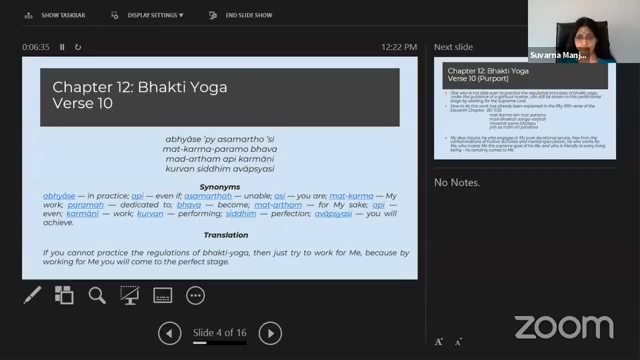 SHOW TASKBAR
DISPLAY SETTINGS ▾
END SLIDE SHOW
0:06:35
12:22 PM
Next slide
Suvarna Manj...
Chapter 12: Bhakti Yoga
Verse 10
abhyāse 'py asamartho 'si
mat-karma-paramo bhava
mad-artham api karmāṇi
kurvan siddhim avāpsyasi
Synonyms
abhyāse — in practice; api — even if; asamarthaḥ — unable; asi — you are; mat-karma — My
work; paramaḥ — dedicated to; bhava — become; mat-artham — for My sake; api —
even; karmāṇi — work; kurvan — performing; siddhim — perfection; avāpsyasi — you will
achieve.
Translation
If you cannot practice the regulations of bhakti-yoga, then just try to work for Me, because by
working for Me you will come to the perfect stage.
Chapter 12: Bhakti Yoga
Verse 10 (Purport)
No Notes.
Slide 4 of 16
A A
zoom